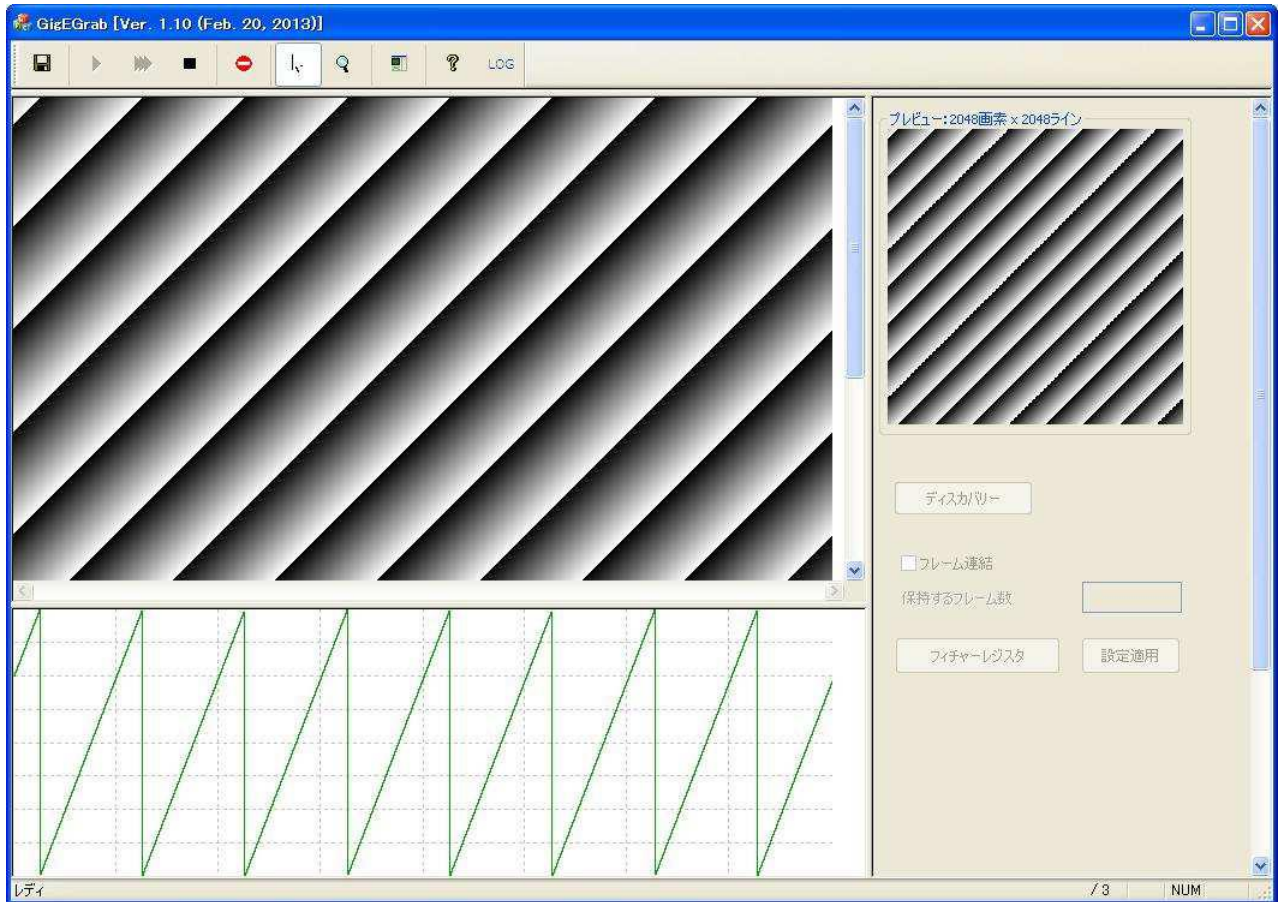 GigEGrab [Ver. 1.10 (Feb. 20, 2013)]
LOG
プレビュー:2048画素 x 2048ライン
ディスカバリー
フレーム連結
保持するフレーム数
フィチャーレジスタ
設定適用
レディ
/ 3
NUM